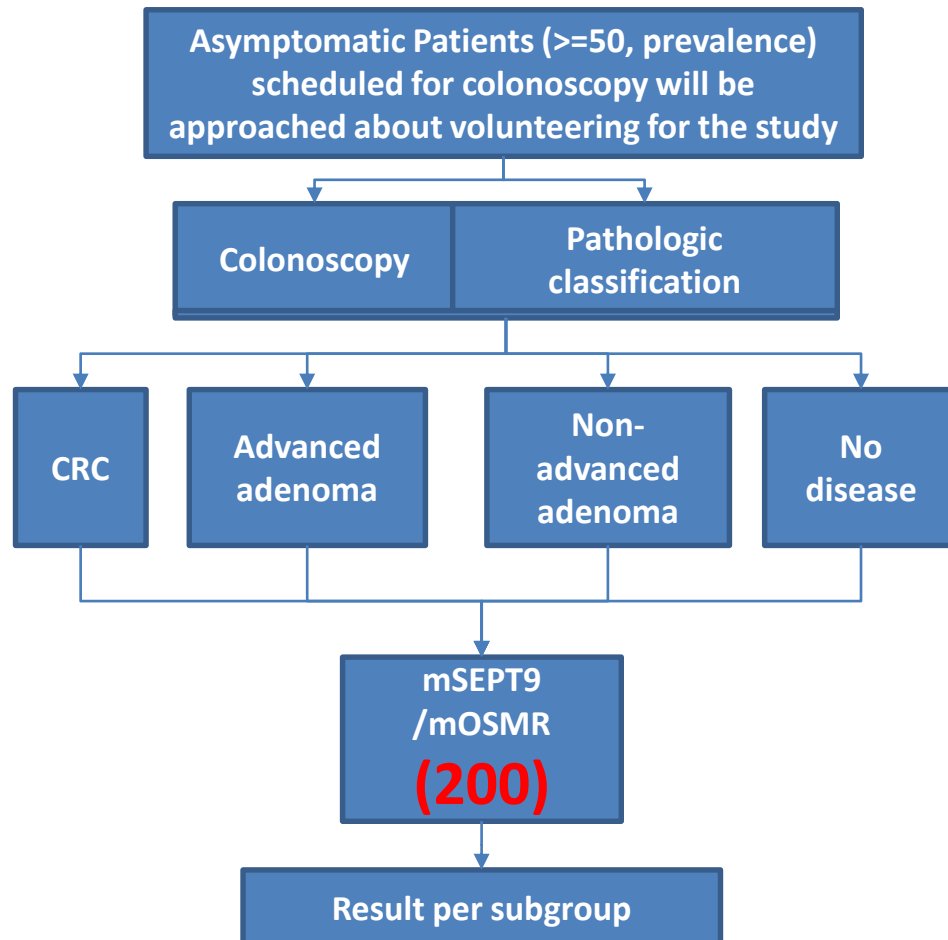 Asymptomatic Patients (>=50, prevalence)
scheduled for colonoscopy will be
approached about volunteering for the study
Colonoscopy
Pathologic
classification
CRC
Advanced
adenoma
Non-
advanced
adenoma
No
disease
mSEPT9
/mOSMR
(200)
Result per subgroup